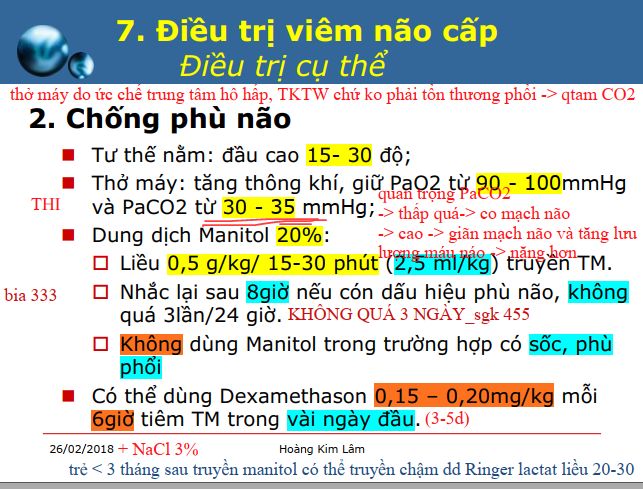 7. Điều trị viêm não cấp
Điều trị cụ thể
thở máy do ức chế trung tâm hô hấp, TKTW chứ ko phải tổn thương phổi -> qtam CO2
2. Chống phù não
Tư thế nằm: đầu cao 15- 30 độ;
Thở máy: tăng thông khí, giữ PaO2 từ 90 - 100mmHg
quan trọng PaCO2
THI
và PaCO2 từ 30 - 35 mmHg;
-> thấp quá-> co mạch não
-> cao -> giãn mạch não và tăng lưu
Dung dịch Manitol 20%:
lượng máu não -> nặng hơn
Liều 0,5 g/kg/ 15-30 phút (2,5 ml/kg) truyền TM.
bia 333
Nhắc lại sau 8giờ nếu cón dấu hiệu phù não, không
quá 3lần/24 giờ. KHÔNG QUÁ 3 NGÀY_sgk 455
Không dùng Manitol trong trường hợp có sốc, phù
phổi
Có thể dùng Dexamethason 0,15 – 0,20mg/kg mỗi
6giờ tiêm TM trong vài ngày đầu. (3-5d)
26/02/2018 + NaCl 3% Hoàng Kim Lâm
trẻ < 3 tháng sau truyền manitol có thể truyền chậm dd Ringer lactat liều 20-30